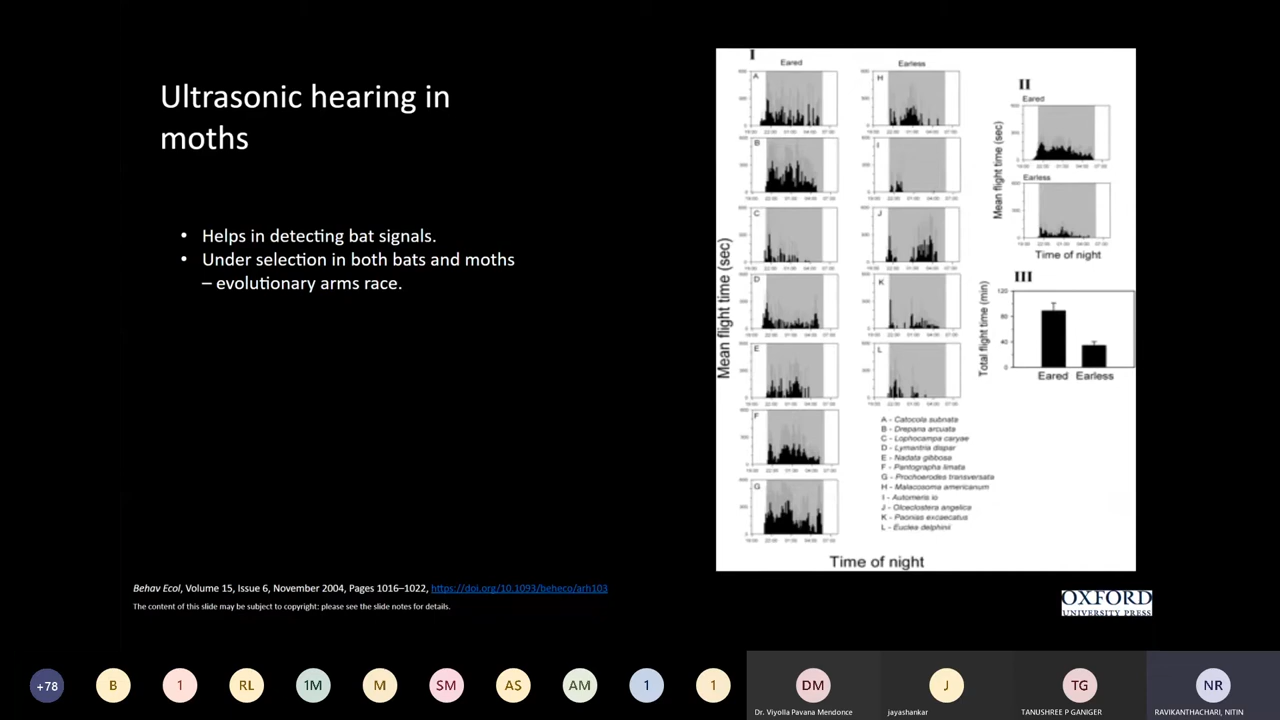 Ultrasonic hearing in
moths
• Helps in detecting bat signals.
• Under selection in both bats and moths
– evolutionary arms race.
Behav Ecol, Volume 15, Issue 6, November 2004, Pages 1016–1022, https://doi.org/10.1093/beheco/arh103
The content of this slide may be subject to copyright: please see the slide notes for details.
I
Eared
Earless
A
B
C
D
E
F
G
H
I
J
K
L
Mean flight time (sec)
Time of night
A - Catocola subnata
B - Drepana arcuata
C - Lophocampa caryae
D - Lymantria dispar
E - Nadata gibbosa
F - Pantographa limata
G - Prochoerodes transversata
H - Malacosoma americanum
I - Automeris io
J - Olceclostera angelica
K - Paonias excaecatus
L - Euclea delphinii
II
Eared
Earless
Mean flight time (sec)
Time of night
III
Total flight time (min)
120
80
40
0
Eared Earless
OXFORD
UNIVERSITY PRESS
+78
B
1
RL
1M
M
SM
AS
AM
1
1
DM
Dr. Viyolla Pavana Mendonce
J
jayashankar
TG
TANUSHREE P GANIGER
NR
RAVIKANTHACHARI, NITIN